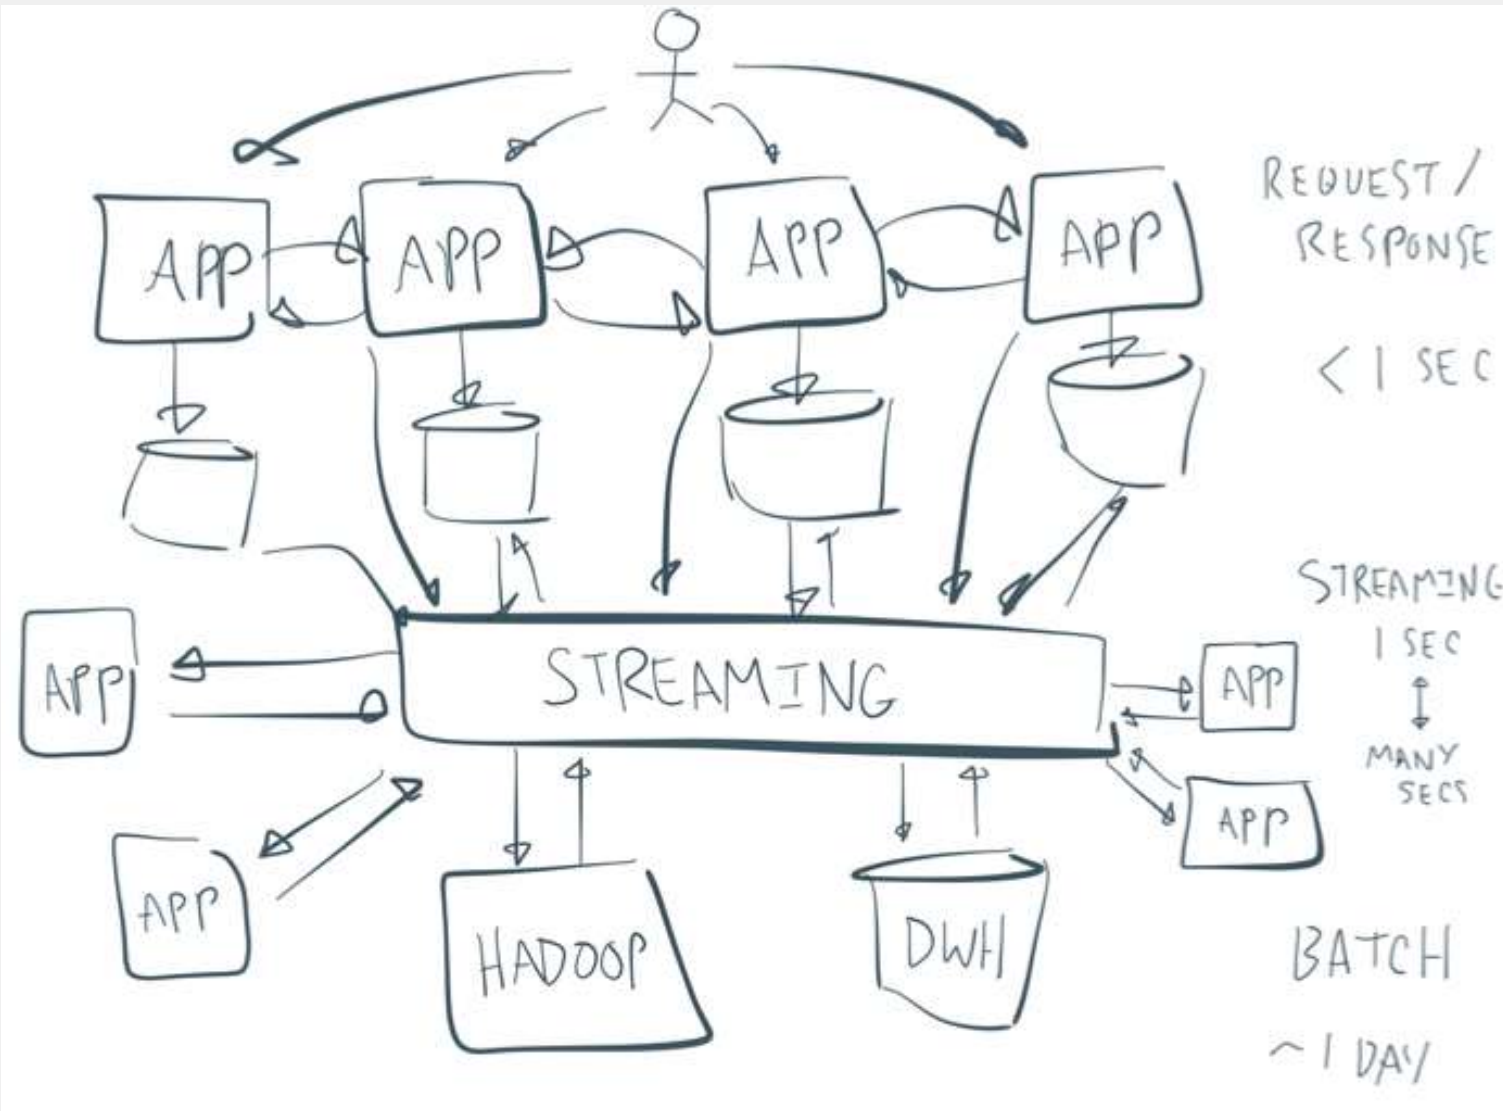 APP
APP
APP
APP
REQUEST /
RESPONSE
< 1 SEC
STREAMING
1 SEC
MANY
SECS
APP
STREAMING
APP
APP
APP
HADOOP
DWH
BATCH
~ 1 DAY